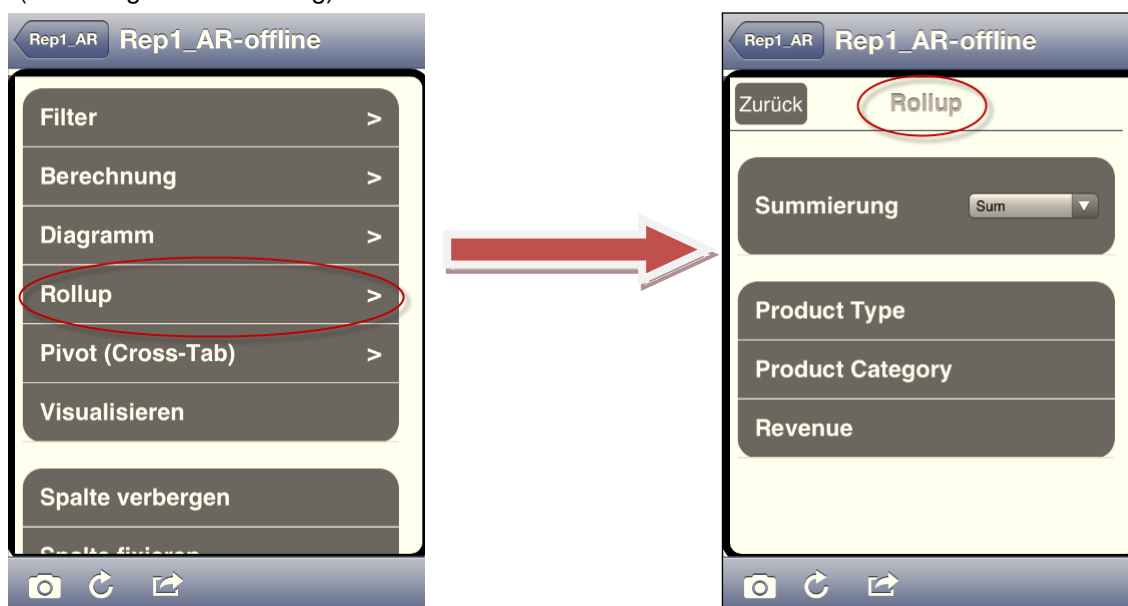 Rep1_AR Rep1_AR-offline
Filter >
Berechnung >
Diagramm >
Rollup >
Pivot (Cross-Tab) >
Visualisieren
Spalte verbergen
Rep1_AR Rep1_AR-offline
Zurück Rollup
Summierung Sum
Product Type
Product Category
Revenue